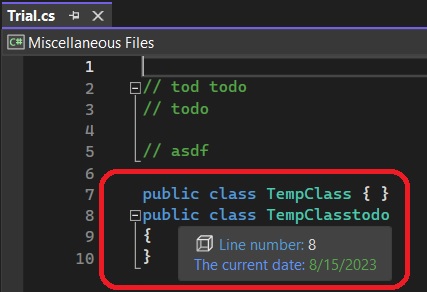 Trial.cs
C# Miscellaneous Files
1
2 // tod todo
3 // todo
4
5 // asdf
6
7 public class TempClass { }
8 public class TempClasstodo
9 {
Line number: 8
10 }
The current date: 8/15/2023